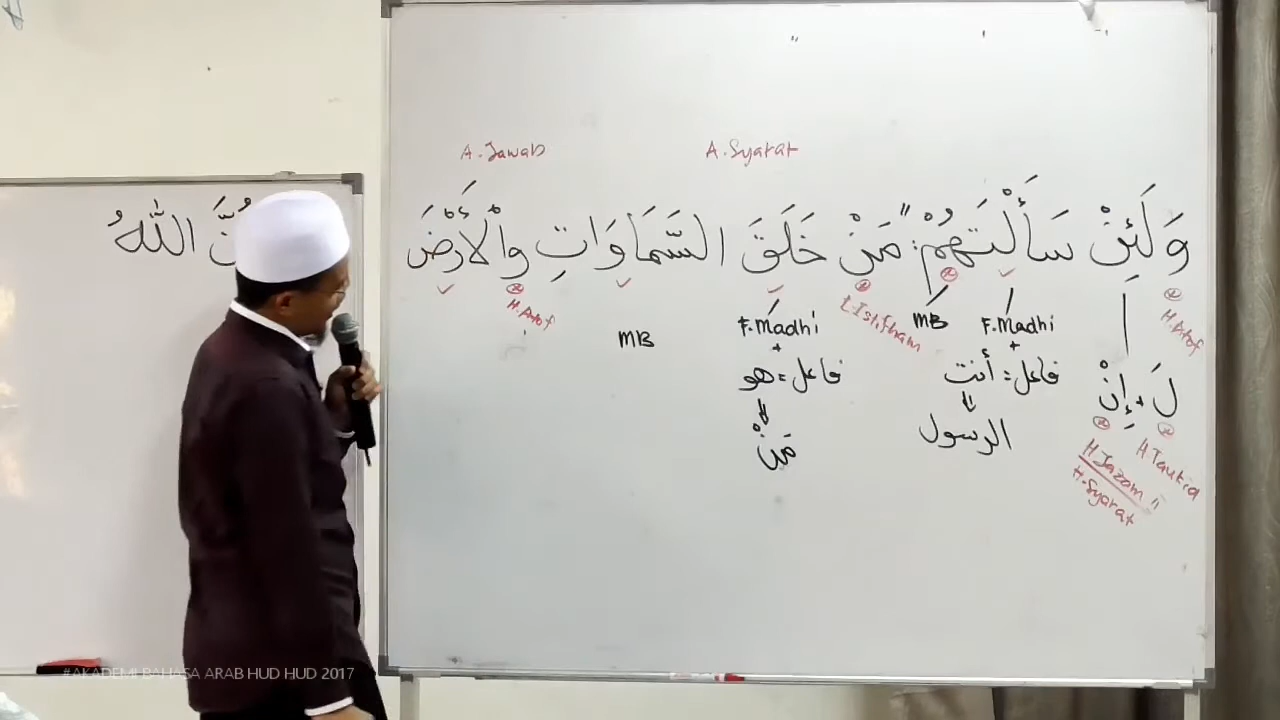 A. Syarat
A. Jawab
وَلَئِنْ سَأَلْتَهُمْ: مَنْ خَلَقَ السَّمَاوَاتِ وَالْأَرْضَ
اللهُ
H. Atof
لَ + إِنْ
H Taukid
H Jazam
H. Syarat
F. Madhi
+
فاعل = أنت
الرسول
MB
I. Istifham
F. Madhi
+
فاعل = هو
مَنْ
MB
H. Atof
#AKADEMI BAHASA ARAB HUD HUD 2017